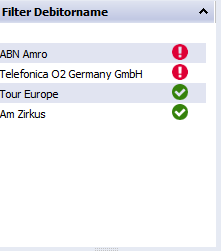 Filter Debitorname
ABN Amro
Telefonica O2 Germany GmbH
Tour Europe
Am Zirkus